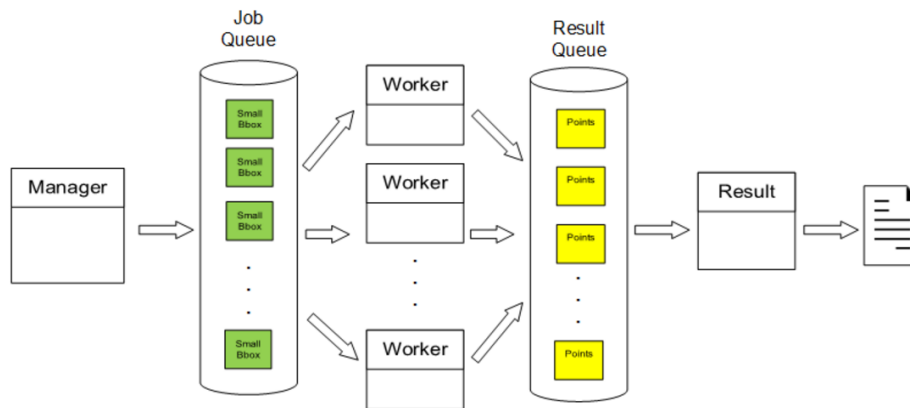 Job
Queue
Result
Queue
Manager
Small
Bbox
Small
Bbox
Small
Bbox
Small
Bbox
Worker
Worker
Worker
Points
Points
Points
Points
Result